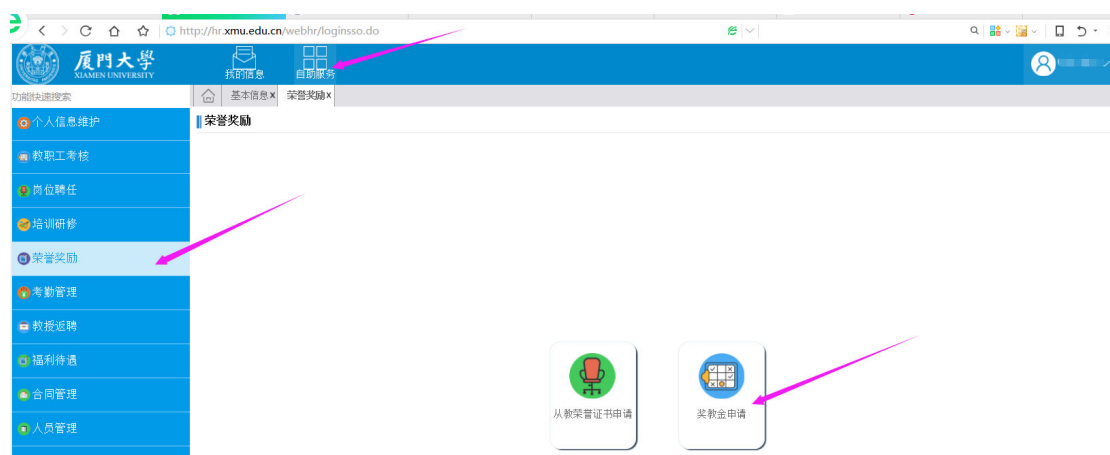 http://hr.xmu.edu.cn/webhr/loginsso.do
厦門大學
XIAMEN UNIVERSITY
我的信息
自助服务
功能快速搜索
基本信息x
荣誉奖励x
个人信息维护
荣誉奖励
教职工考核
岗位聘任
培训研修
荣誉奖励
考勤管理
教授返聘
福利待遇
合同管理
人员管理
从教荣誉证书申请
奖教金申请